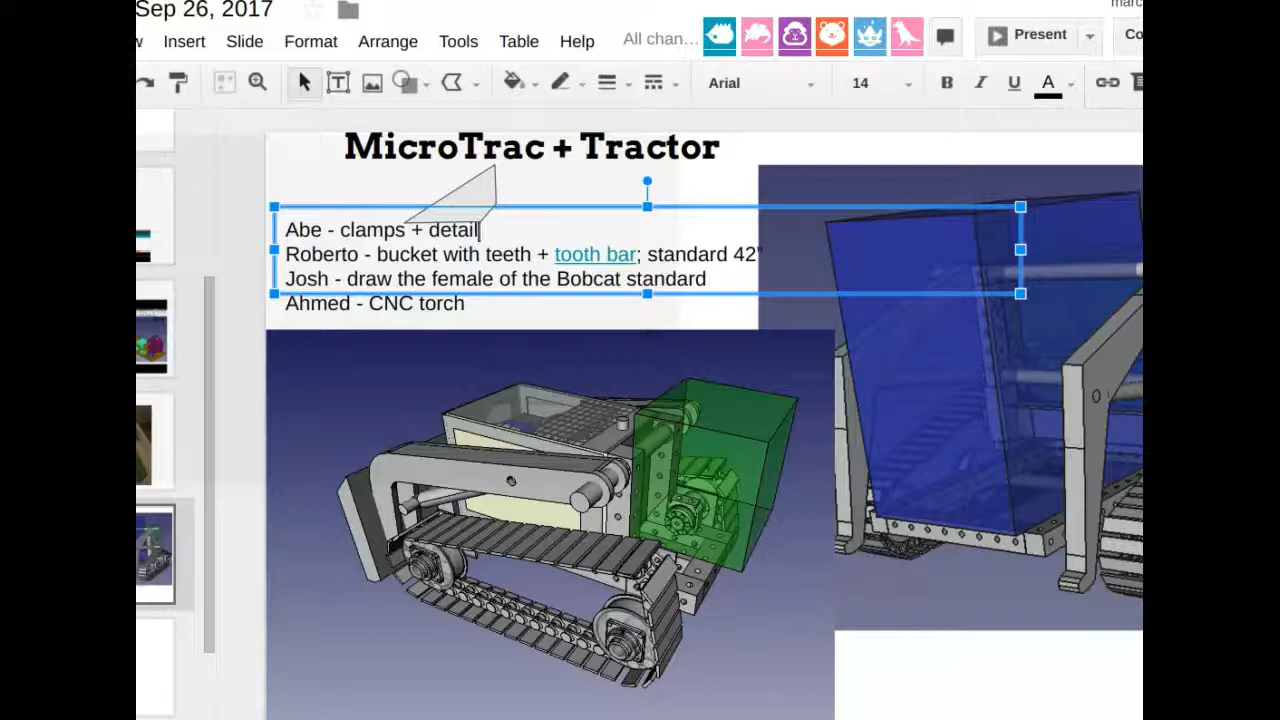 Sep 26, 2017
Insert Slide Format Arrange Tools Table Help All chan... Present
Arial 14 B I U A
MicroTrac + Tractor
Abe - clamps + detail
Roberto - bucket with teeth + tooth bar; standard 42”
Josh - draw the female of the Bobcat standard
Ahmed - CNC torch